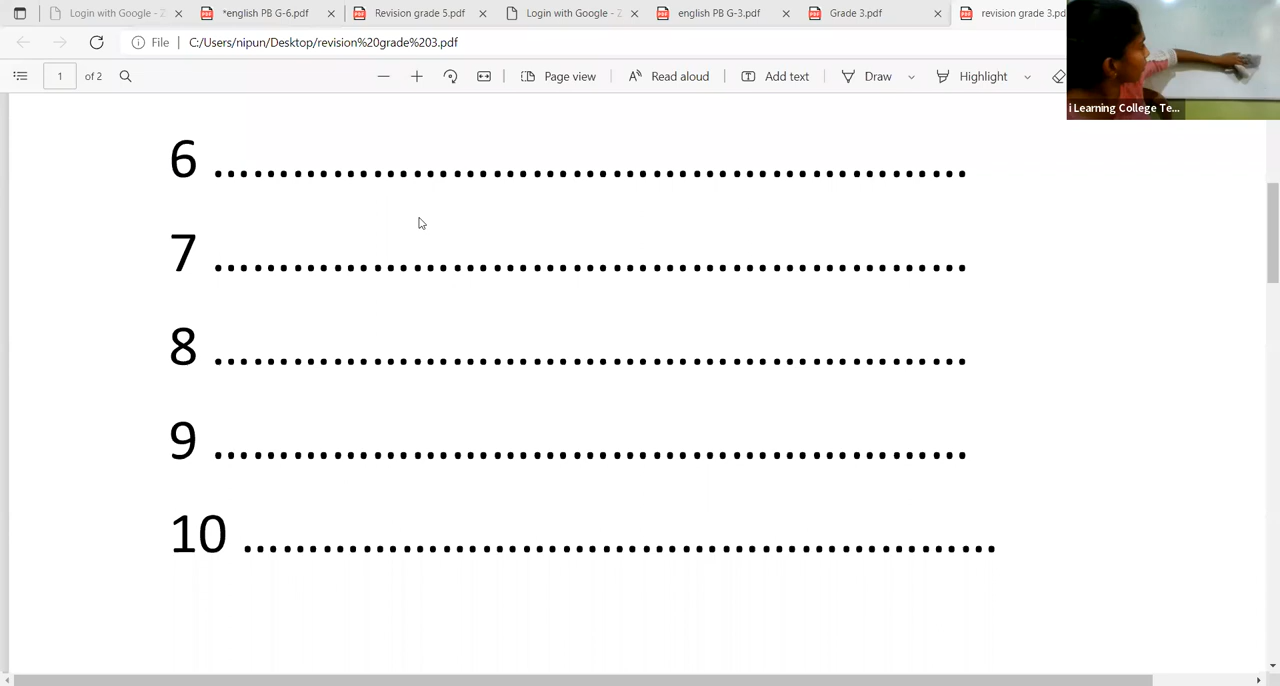 Login with Google - Z
*english PB G-6.pdf
Revision grade 5.pdf
Login with Google - Z
english PB G-3.pdf
Grade 3.pdf
revision grade 3.pd
File | C:/Users/nipun/Desktop/revision%20grade%203.pdf
1 of 2
Page view
Read aloud
Add text
Draw
Highlight
i Learning College Te...
6 .........................................................
7 .........................................................
8 .........................................................
9 .........................................................
10 .........................................................